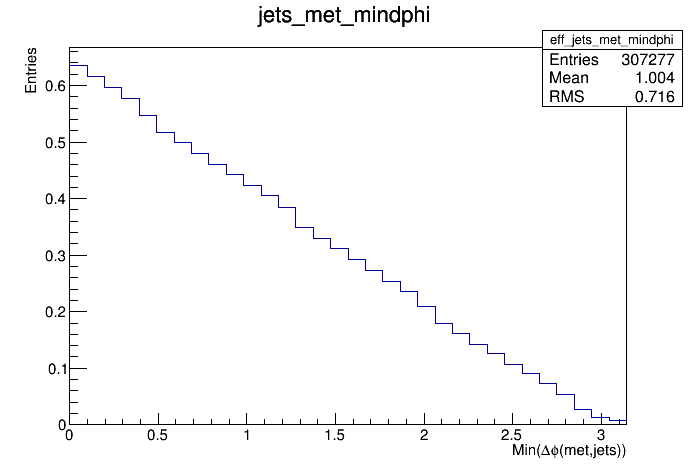 jets_met_mindphi
eff_jets_met_mindphi
Entries 307277
Mean 1.004
RMS 0.716
Entries
0.6
0.5
0.4
0.3
0.2
0.1
0
0 0.5 1 1.5 2 2.5 3
Min(Δϕ(met,jets))